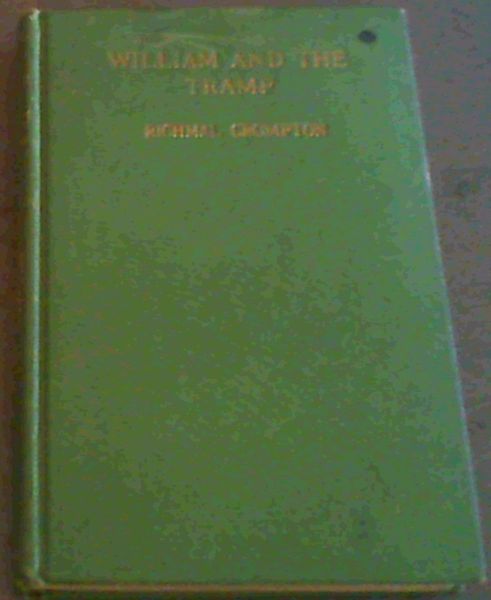 WILLIAM AND THE
TRAMP
RICHMAL CROMPTON